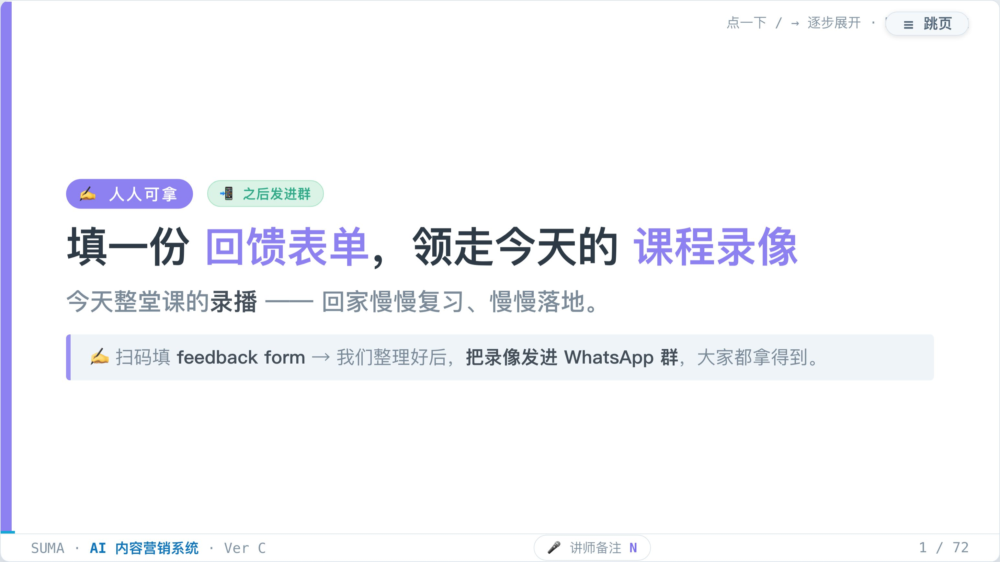 点一下 / → 逐步展开 ·
≡ 跳页
✍️ 人人可拿
📲 之后发进群
填一份 回馈表单，领走今天的 课程录像
今天整堂课的录播 —— 回家慢慢复习、慢慢落地。
✍️ 扫码填 feedback form → 我们整理好后，把录像发进 WhatsApp 群，大家都拿得到。
SUMA · AI 内容营销系统 · Ver C
🎤 讲师备注 N
1 / 72